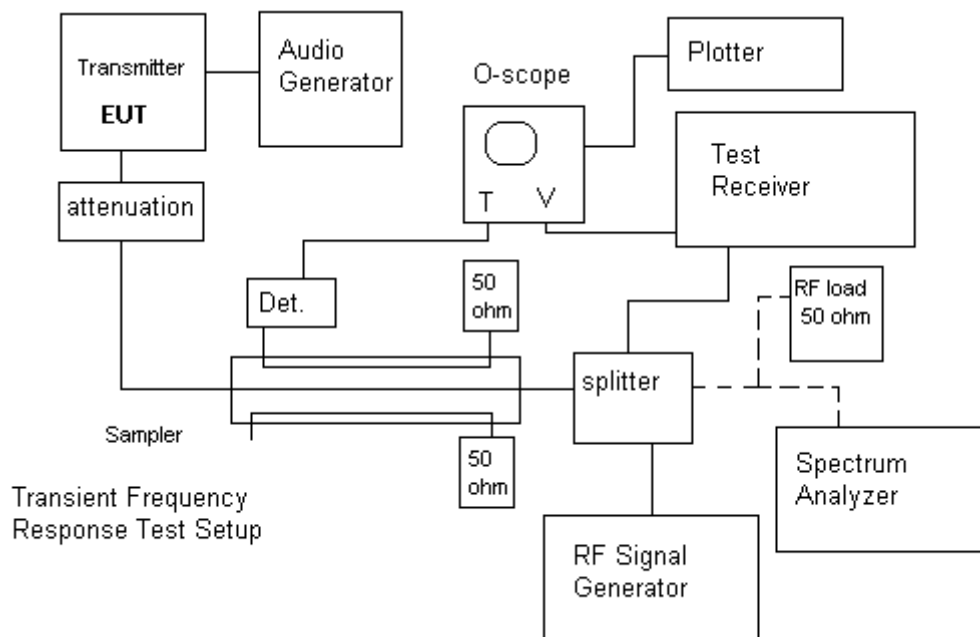 Transmitter
EUT
Audio
Generator
O-scope
Plotter
T V
Test
Receiver
attenuation
Det.
50
ohm
RF load
50 ohm
splitter
Sampler
50
ohm
Spectrum
Analyzer
Transient Frequency
Response Test Setup
RF Signal
Generator